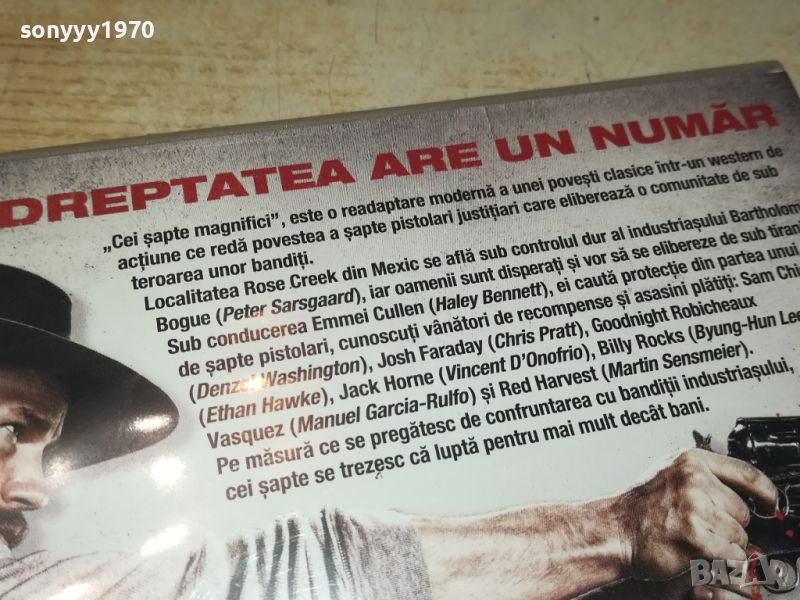 sonyyy1970
DREPTATEA ARE UN NUMĂR
„Cei șapte magnifici”, este o readaptare modernă a unei povești clasice într-un western de
acțiune ce redă povestea a șapte pistolari justițiari care eliberează o comunitate de sub
teroarea unor bandiți.
Localitatea Rose Creek din Mexic se află sub controlul dur al industriașului Bartholom
Bogue (Peter Sarsgaard), iar oamenii sunt disperați și vor să se elibereze de sub tirani
Sub conducerea Emmei Cullen (Haley Bennett), ei caută protecție din partea unui
de șapte pistolari, cunoscuți vânători de recompense și asasini plătiți: Sam Chis
(Denzel Washington), Josh Faraday (Chris Pratt), Goodnight Robicheaux
(Ethan Hawke), Jack Horne (Vincent D'Onofrio), Billy Rocks (Byung-Hun Lee
Vasquez (Manuel Garcia-Rulfo) și Red Harvest (Martin Sensmeier).
Pe măsură ce se pregătesc de confruntarea cu bandiții industriașului,
cei șapte se trezesc că luptă pentru mai mult decât bani.
BAZAR